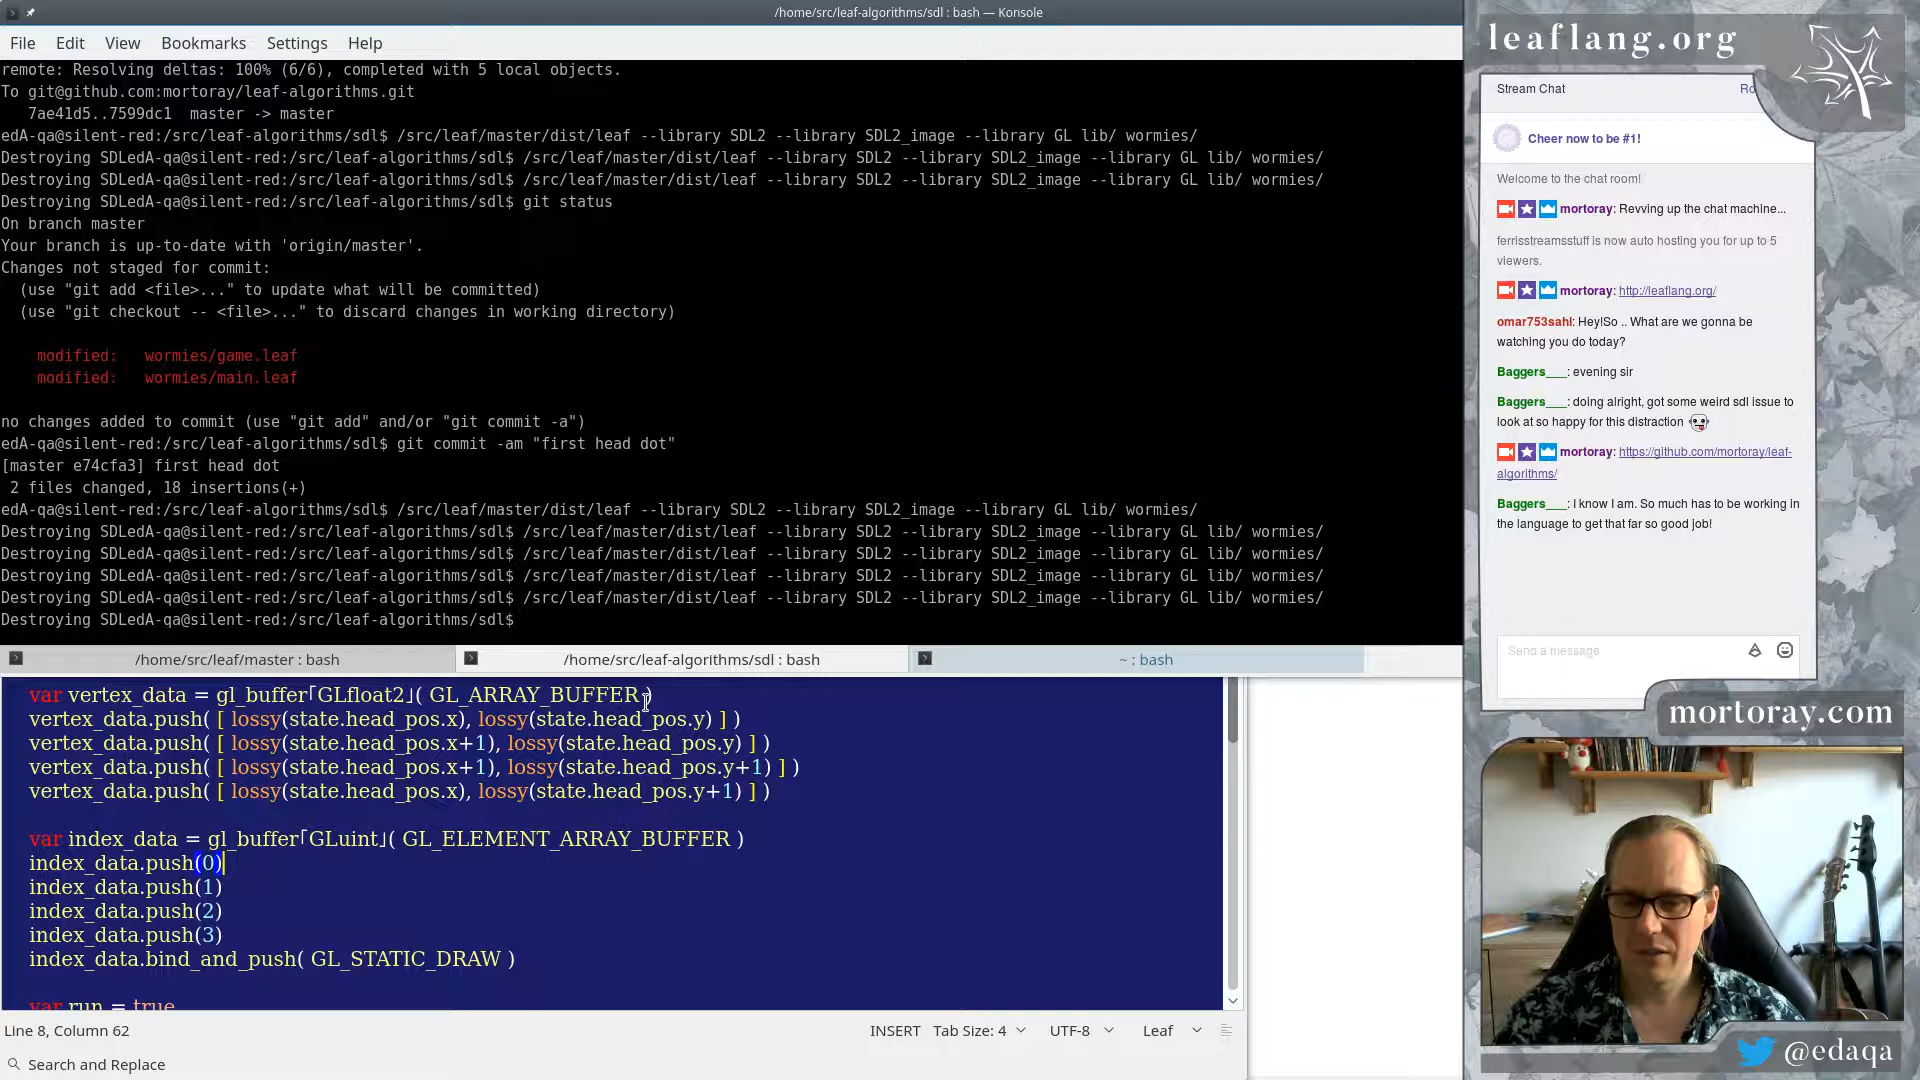 /home/src/leaf-algorithms/sdl : bash — Konsole
File Edit View Bookmarks Settings Help
remote: Resolving deltas: 100% (6/6), completed with 5 local objects.
To git@github.com:mortoray/leaf-algorithms.git
7ae41d5..7599dc1 master -> master
edA-qa@silent-red:/src/leaf-algorithms/sdl$ /src/leaf/master/dist/leaf --library SDL2 --library SDL2_image --library GL lib/ wormies/
Destroying SDLedA-qa@silent-red:/src/leaf-algorithms/sdl$ /src/leaf/master/dist/leaf --library SDL2 --library SDL2_image --library GL lib/ wormies/
Destroying SDLedA-qa@silent-red:/src/leaf-algorithms/sdl$ /src/leaf/master/dist/leaf --library SDL2 --library SDL2_image --library GL lib/ wormies/
Destroying SDLedA-qa@silent-red:/src/leaf-algorithms/sdl$ git status
On branch master
Your branch is up-to-date with 'origin/master'.
Changes not staged for commit:
(use "git add <file>..." to update what will be committed)
(use "git checkout -- <file>..." to discard changes in working directory)
modified: wormies/game.leaf
modified: wormies/main.leaf
no changes added to commit (use "git add" and/or "git commit -a")
edA-qa@silent-red:/src/leaf-algorithms/sdl$ git commit -am "first head dot"
[master e74cfa3] first head dot
2 files changed, 18 insertions(+)
edA-qa@silent-red:/src/leaf-algorithms/sdl$ /src/leaf/master/dist/leaf --library SDL2 --library SDL2_image --library GL lib/ wormies/
Destroying SDLedA-qa@silent-red:/src/leaf-algorithms/sdl$ /src/leaf/master/dist/leaf --library SDL2 --library SDL2_image --library GL lib/ wormies/
Destroying SDLedA-qa@silent-red:/src/leaf-algorithms/sdl$ /src/leaf/master/dist/leaf --library SDL2 --library SDL2_image --library GL lib/ wormies/
Destroying SDLedA-qa@silent-red:/src/leaf-algorithms/sdl$ /src/leaf/master/dist/leaf --library SDL2 --library SDL2_image --library GL lib/ wormies/
Destroying SDLedA-qa@silent-red:/src/leaf-algorithms/sdl$ /src/leaf/master/dist/leaf --library SDL2 --library SDL2_image --library GL lib/ wormies/
Destroying SDLedA-qa@silent-red:/src/leaf-algorithms/sdl$
/home/src/leaf/master : bash /home/src/leaf-algorithms/sdl : bash ~ : bash
var vertex_data = gl_buffer｢GLfloat2｣( GL_ARRAY_BUFFER )
vertex_data.push( [ lossy(state.head_pos.x), lossy(state.head_pos.y) ] )
vertex_data.push( [ lossy(state.head_pos.x+1), lossy(state.head_pos.y) ] )
vertex_data.push( [ lossy(state.head_pos.x+1), lossy(state.head_pos.y+1) ] )
vertex_data.push( [ lossy(state.head_pos.x), lossy(state.head_pos.y+1) ] )
var index_data = gl_buffer｢GLuint｣( GL_ELEMENT_ARRAY_BUFFER )
index_data.push(0)
index_data.push(1)
index_data.push(2)
index_data.push(3)
index_data.bind_and_push( GL_STATIC_DRAW )
var run = true
Line 8, Column 62 INSERT Tab Size: 4 UTF-8 Leaf
Search and Replace
leaflang.org
Stream Chat Ro
Cheer now to be #1!
Welcome to the chat room!
mortoray: Revving up the chat machine...
ferrisstreamsstuff is now auto hosting you for up to 5
viewers.
mortoray: http://leaflang.org/
omar753sahl: Hey!So .. What are we gonna be
watching you do today?
Baggers___: evening sir
Baggers___: doing alright, got some weird sdl issue to
look at so happy for this distraction
mortoray: https://github.com/mortoray/leaf-
algorithms/
Baggers___: I know I am. So much has to be working in
the language to get that far so good job!
Send a message
mortoray.com
@edaqa